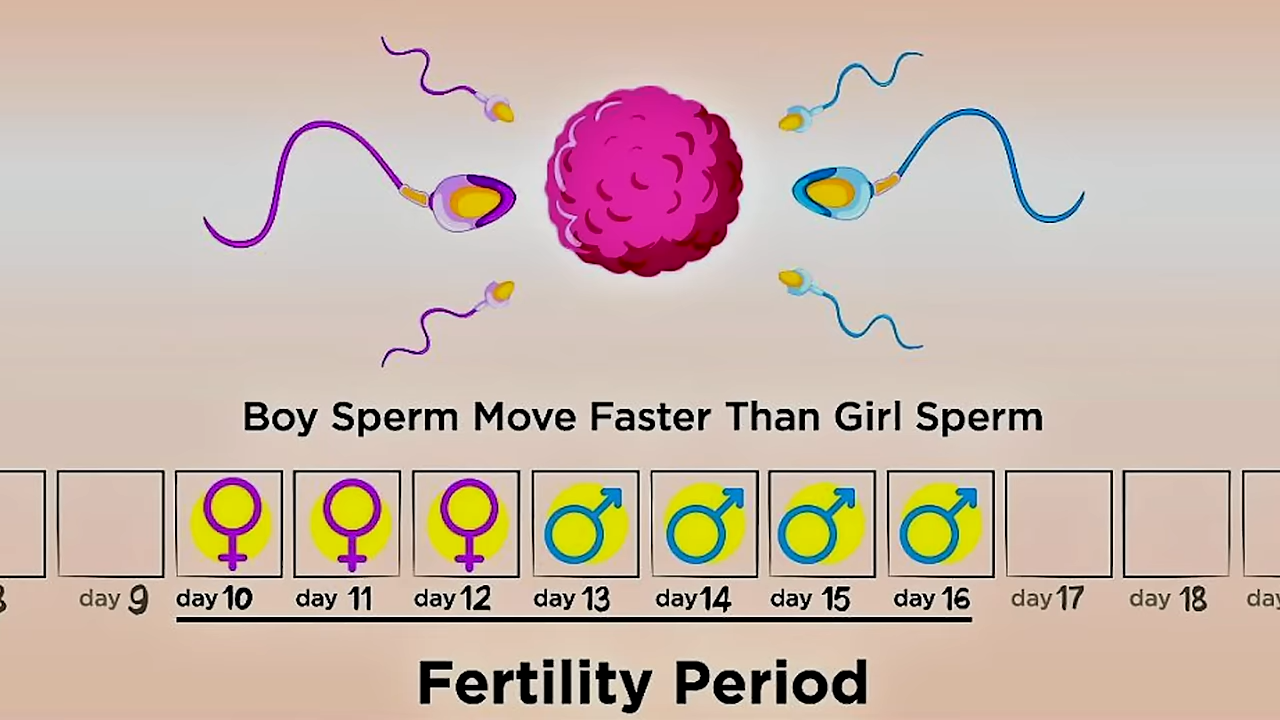 Boy Sperm Move Faster Than Girl Sperm
day 9 day 10 day 11 day 12 day 13 day 14 day 15 day 16 day 17 day 18 day
Fertility Period